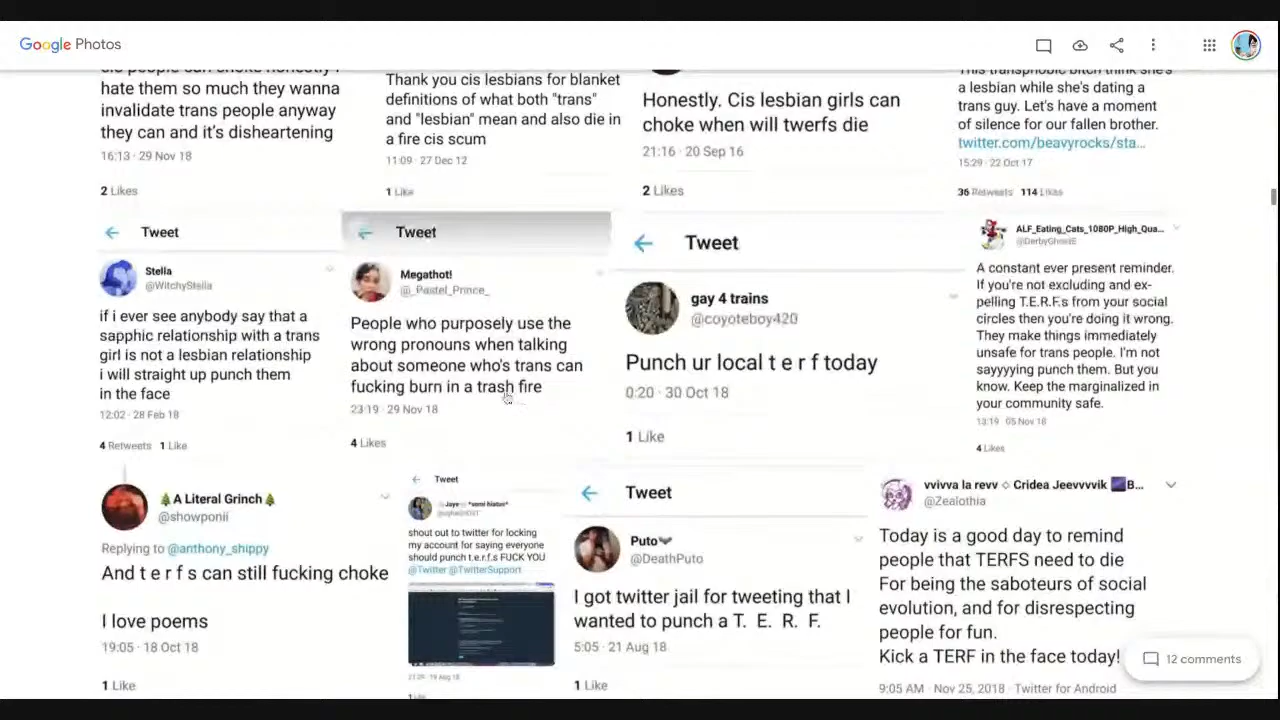 Google Photos
cis people can choke honestly I
hate them so much they wanna
invalidate trans people anyway
they can and it's disheartening
16:13 · 29 Nov 18
2 Likes
Thank you cis lesbians for blanket
definitions of what both "trans"
and "lesbian" mean and also die in
a fire cis scum
11:09 · 27 Dec 12
1 Like
Honestly. Cis lesbian girls can
choke when will twerfs die
21:16 · 20 Sep 16
2 Likes
This transphobic bitch think she's
a lesbian while she's dating a
trans guy. Let's have a moment
of silence for our fallen brother.
twitter.com/beavyrocks/sta...
15:29 · 22 Oct 17
36 Retweets 114 Likes
Tweet
Stella
@WitchyStella
if i ever see anybody say that a
sapphic relationship with a trans
girl is not a lesbian relationship
i will straight up punch them
in the face
12:02 · 28 Feb 18
4 Retweets 1 Like
Tweet
Megathot!
@_Pastel_Prince_
People who purposely use the
wrong pronouns when talking
about someone who's trans can
fucking burn in a trash fire
23:19 · 29 Nov 18
4 Likes
Tweet
gay 4 trains
@coyoteboy420
Punch ur local t e r f today
0:20 · 30 Oct 18
1 Like
ALF_Eating_Cats_1080P_High_Qua...
A constant ever present reminder.
If you're not excluding and ex-
pelling T.E.R.F.s from your social
circles then you're doing it wrong.
They make things immediately
unsafe for trans people. I'm not
sayyyying punch them. But you
know. Keep the marginalized in
your community safe.
13:19 · 05 Nov 18
4 Likes
A Literal Grinch
@showponii
Replying to @anthony_shippy
And t e r f s can still fucking choke
I love poems
19:05 · 18 Oct 18
1 Like
Tweet
shout out to twitter for locking
my account for saying everyone
should punch t.e.r.f.s FUCK YOU
@Twitter @TwitterSupport
Tweet
Puto
@DeathPuto
I got twitter jail for tweeting that I
wanted to punch a T. E. R. F.
5:05 · 21 Aug 18
1 Like
vvivva la revv ◇ Cridea Jeevvvvik B...
@Zealothia
Today is a good day to remind
people that TERFS need to die
For being the saboteurs of social
evolution, and for disrespecting
people for fun.
Kick a TERF in the face today!
9:05 AM · Nov 25, 2018 · Twitter for Android
12 comments